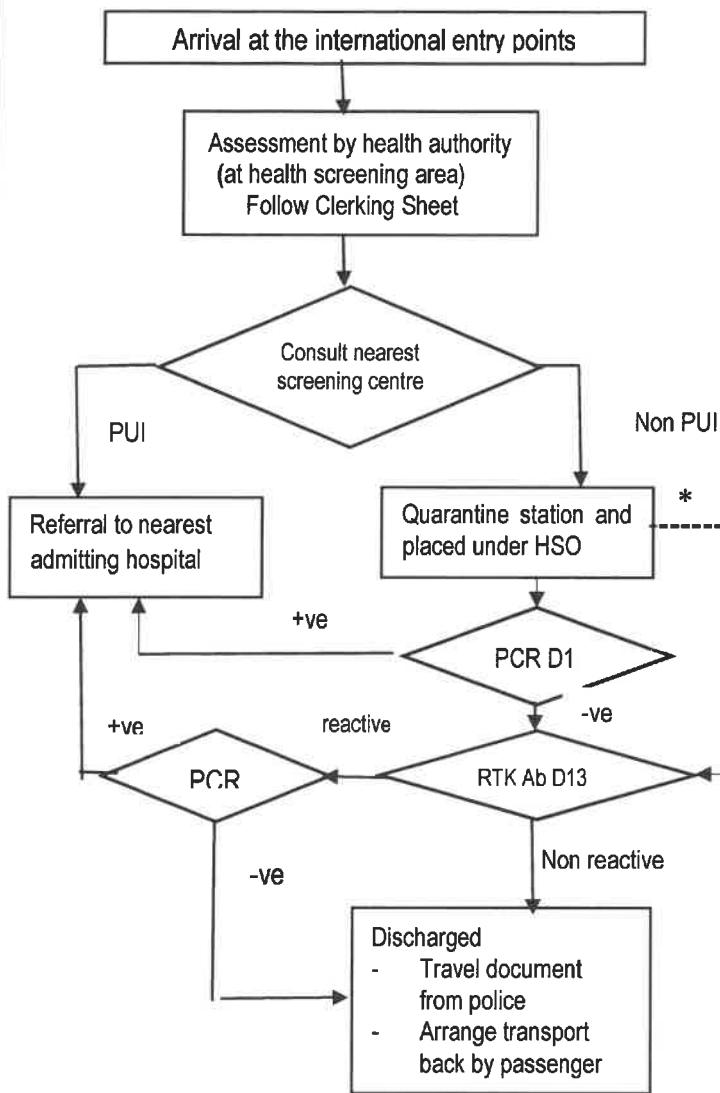 Arrival at the international entry points
Assessment by health authority
(at health screening area)
Follow Clerking Sheet
Consult nearest
screening centre
PUI
Non PUI
Referral to nearest
admitting hospital
Quarantine station and
placed under HSO
*
+ve
PCR D1
-ve
+ve
reactive
PCR
RTK Ab D13
-ve
Non reactive
Discharged
- Travel document
from police
- Arrange transport
back by passenger